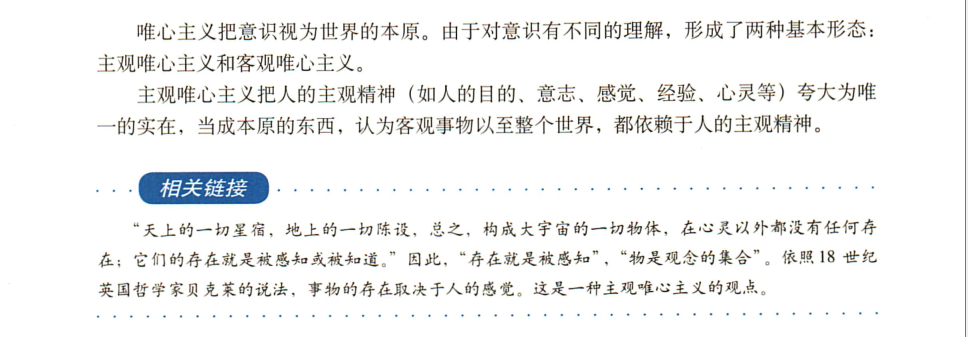 唯心主义把意识视为世界的本原。由于对意识有不同的理解，形成了两种基本形态：
主观唯心主义和客观唯心主义。
主观唯心主义把人的主观精神（如人的目的、意志、感觉、经验、心灵等）夸大为唯
一的实在，当成本原的东西，认为客观事物以至整个世界，都依赖于人的主观精神。
相关链接
“天上的一切星宿，地上的一切陈设，总之，构成大宇宙的一切物体，在心灵以外都没有任何存
在；它们的存在就是被感知或被知道。”因此，“存在就是被感知”，“物是观念的集合”。依照18 世纪
英国哲学家贝克莱的说法，事物的存在取决于人的感觉。这是一种主观唯心主义的观点。